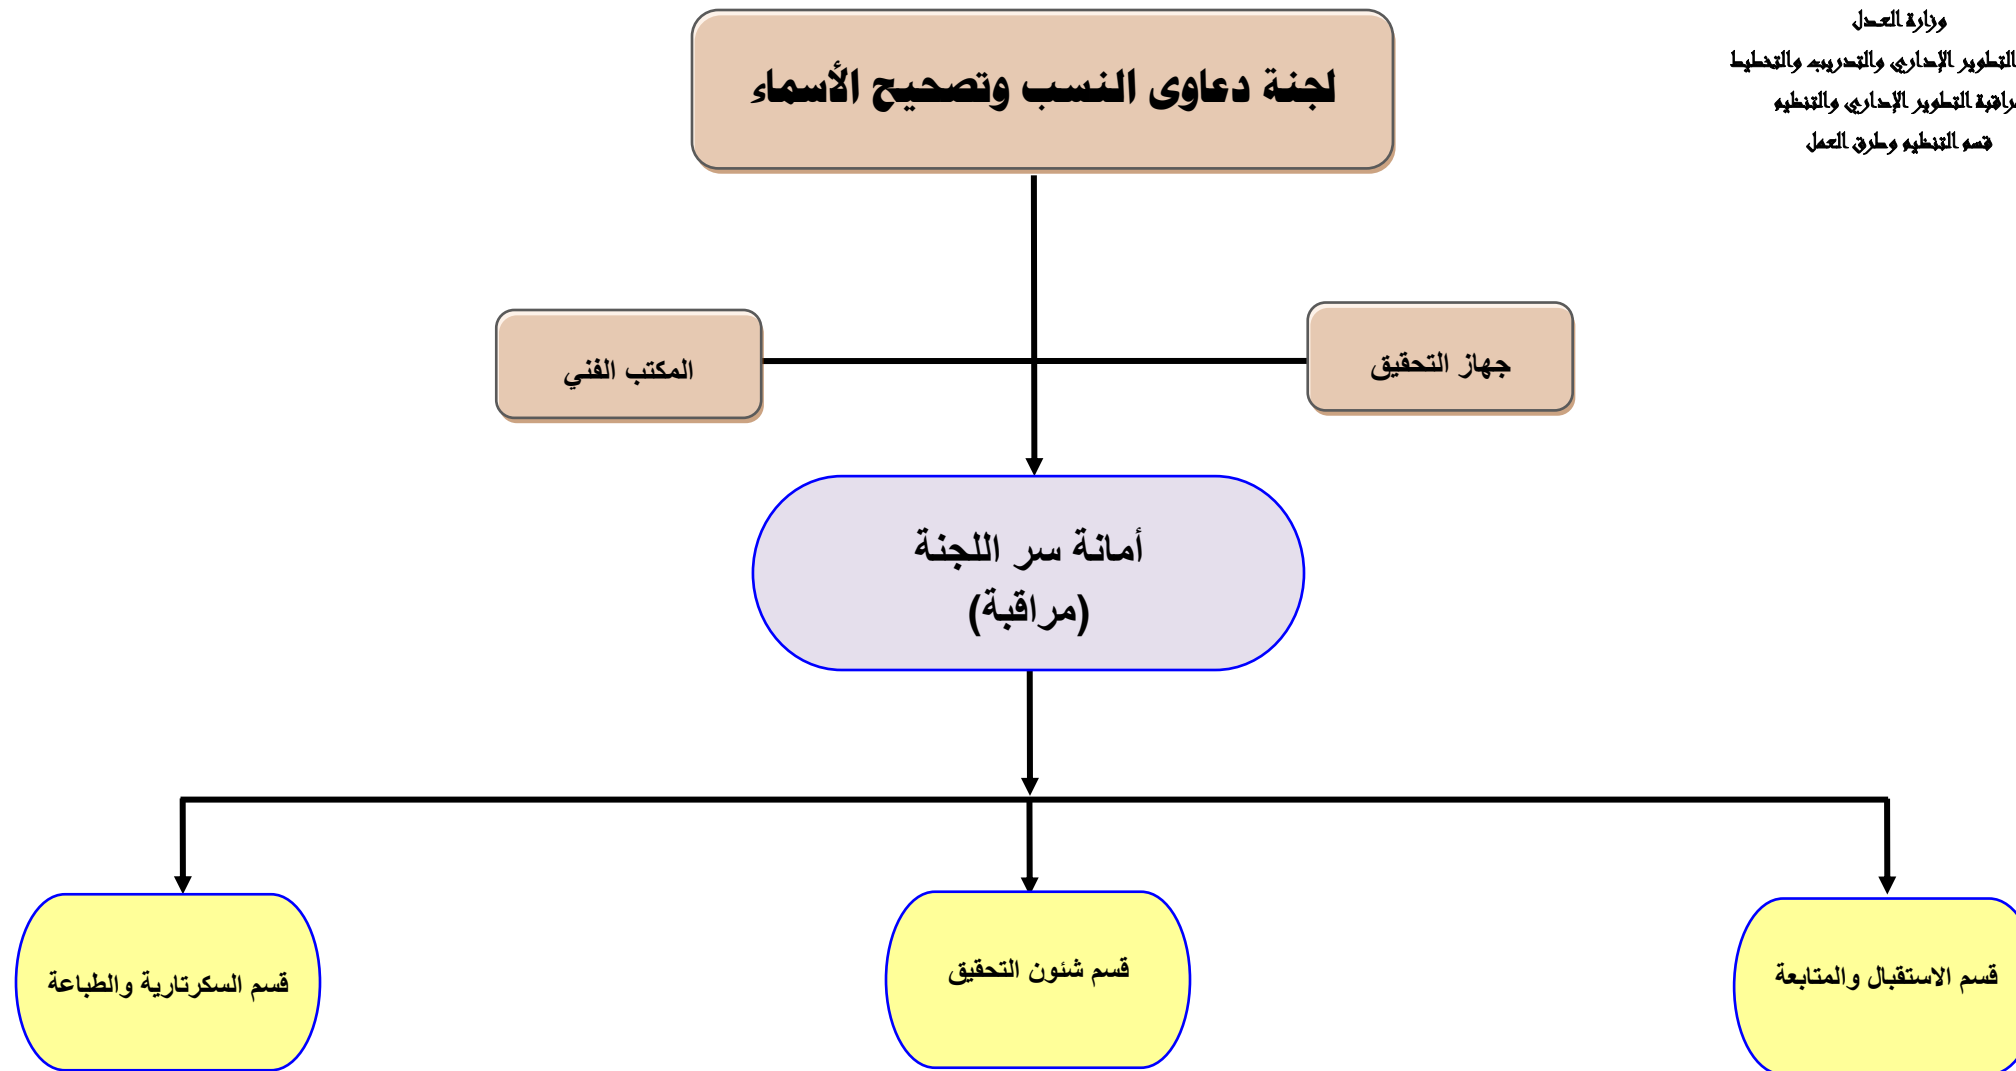 وزارة العدل
التطوير الإداري والتدريب والتخطيط
التطوير الإداري والتنظيم
قسم التنظيم وطرق العمل
لجنة دعاوى النسب وتصحيح الأسماء
جهاز التحقيق
المكتب الفني
أمانة سر اللجنة
(مراقبة)
قسم الاستقبال والمتابعة
قسم شئون التحقيق
قسم السكرتارية والطباعة